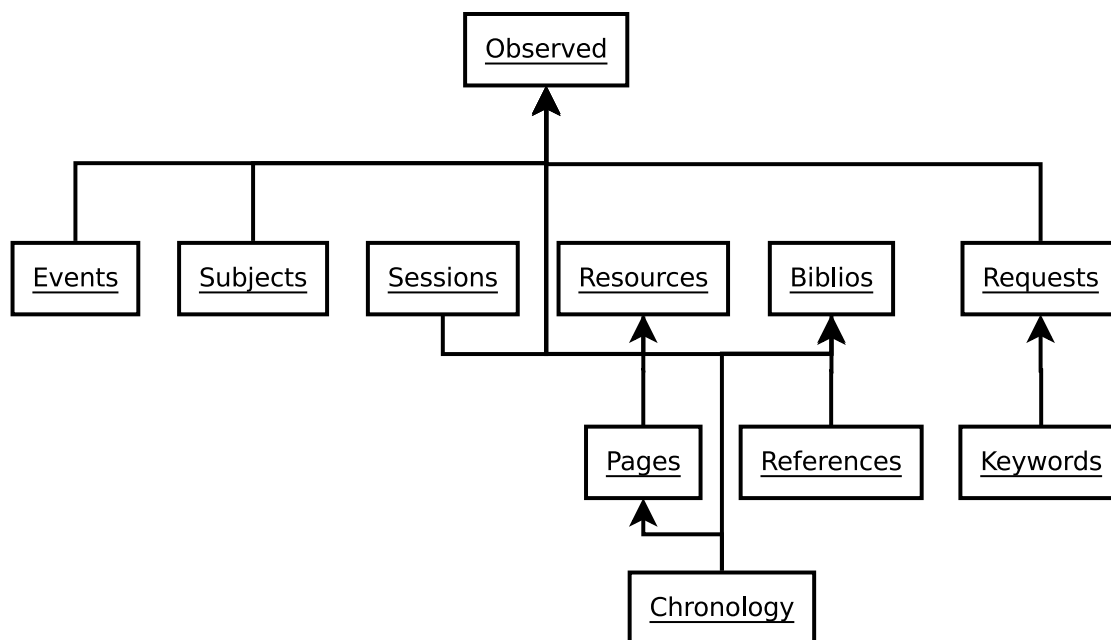 Observed
Events
Subjects
Sessions
Resources
Biblios
Requests
Pages
References
Keywords
Chronology